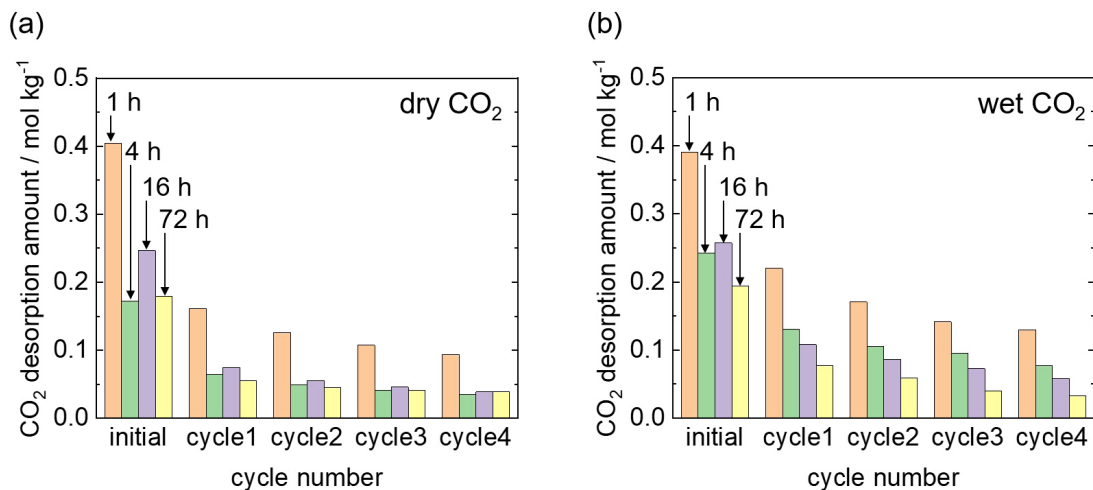 (a)
dry CO₂
1 h
4 h
16 h
72 h
CO₂ desorption amount / mol kg⁻¹
0.5
0.4
0.3
0.2
0.1
0.0
initial cycle1 cycle2 cycle3 cycle4
cycle number
(b)
wet CO₂
1 h
4 h
16 h
72 h
CO₂ desorption amount / mol kg⁻¹
0.5
0.4
0.3
0.2
0.1
0.0
initial cycle1 cycle2 cycle3 cycle4
cycle number